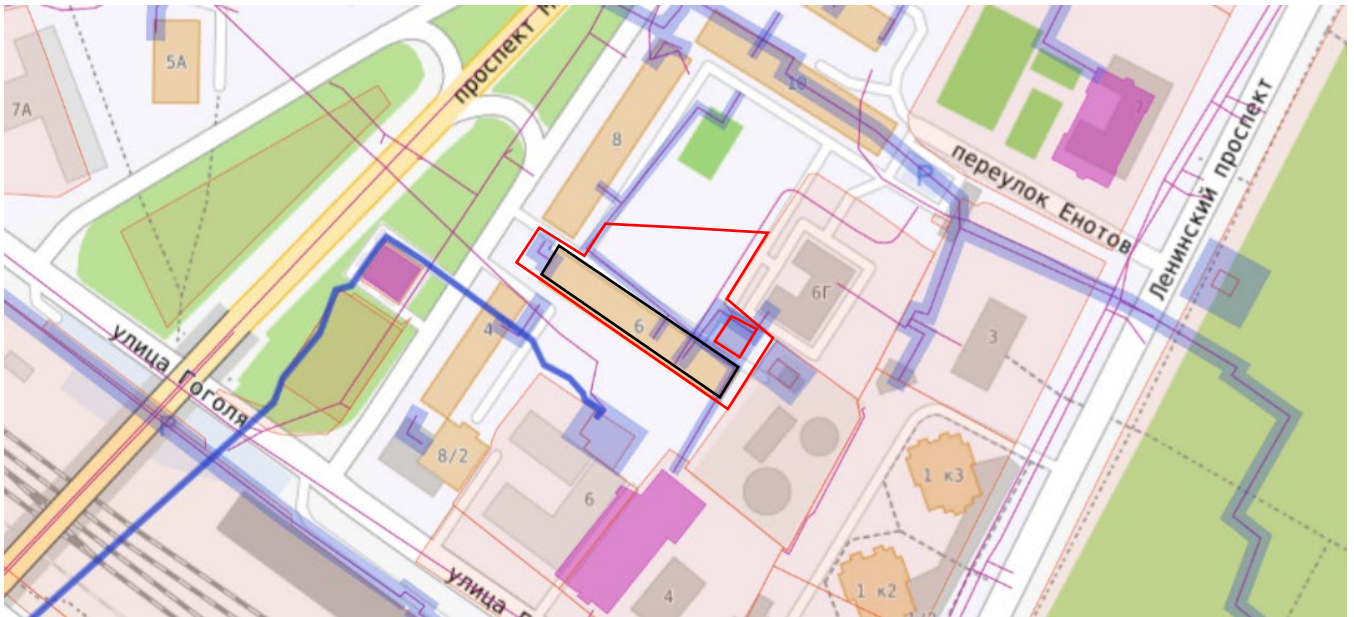 5А
7А
проспект
8
10
7
переулок Енотов
Ленинский проспект
Р
6Г
6
4
3
улица Гоголя
8/2
6
1 к3
улица
4
1 к2